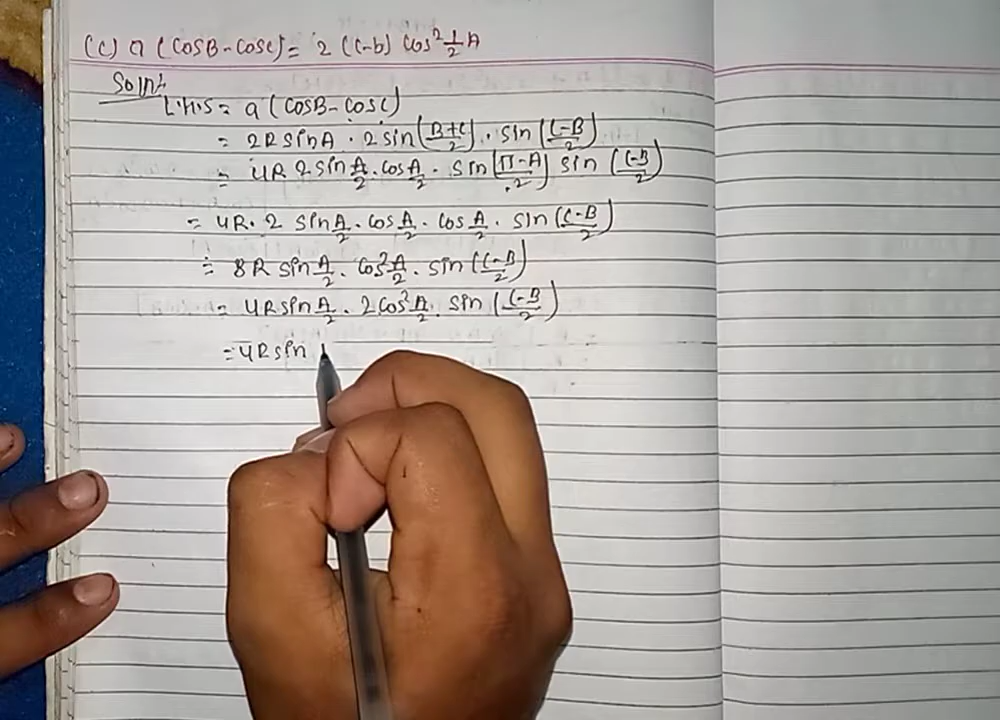 (c) a (cosB - cosC) = 2 (c-b) cos² 1/2 A
Soln:
L.H.S = a (cosB - cosC)
= 2R sinA . 2 sin(B+C/2) . sin(C-B/2)
= 4R 2 sin A/2 . cos A/2 . sin(π-A/2) sin (C-B/2)
= 4R . 2 sin A/2 . cos A/2 . cos A/2 . sin (C-B/2)
= 8R sin A/2 . cos² A/2 . sin (C-B/2)
= 4R sin A/2 . 2 cos² A/2 . sin (C-B/2)
= 4R sin